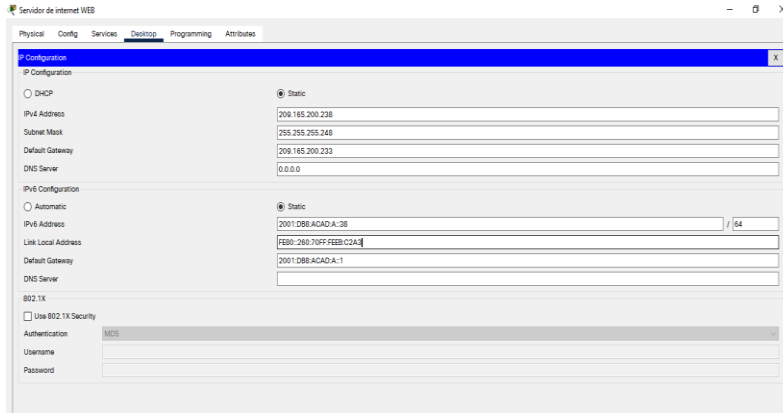 Servidor de internet WEB
Physical Config Services Desktop Programming Attributes
IP Configuration X
IP Configuration
DHCP Static
IPv4 Address 209.165.200.238
Subnet Mask 255.255.255.248
Default Gateway 209.165.200.233
DNS Server 0.0.0.0
IPv6 Configuration
Automatic Static
IPv6 Address 2001:DB8:ACAD:A::38 / 64
Link Local Address FE80::260:70FF:FEEB:C2A3
Default Gateway 2001:DB8:ACAD:A::1
DNS Server
802.1X
Use 802.1X Security
Authentication MD5
Username
Password